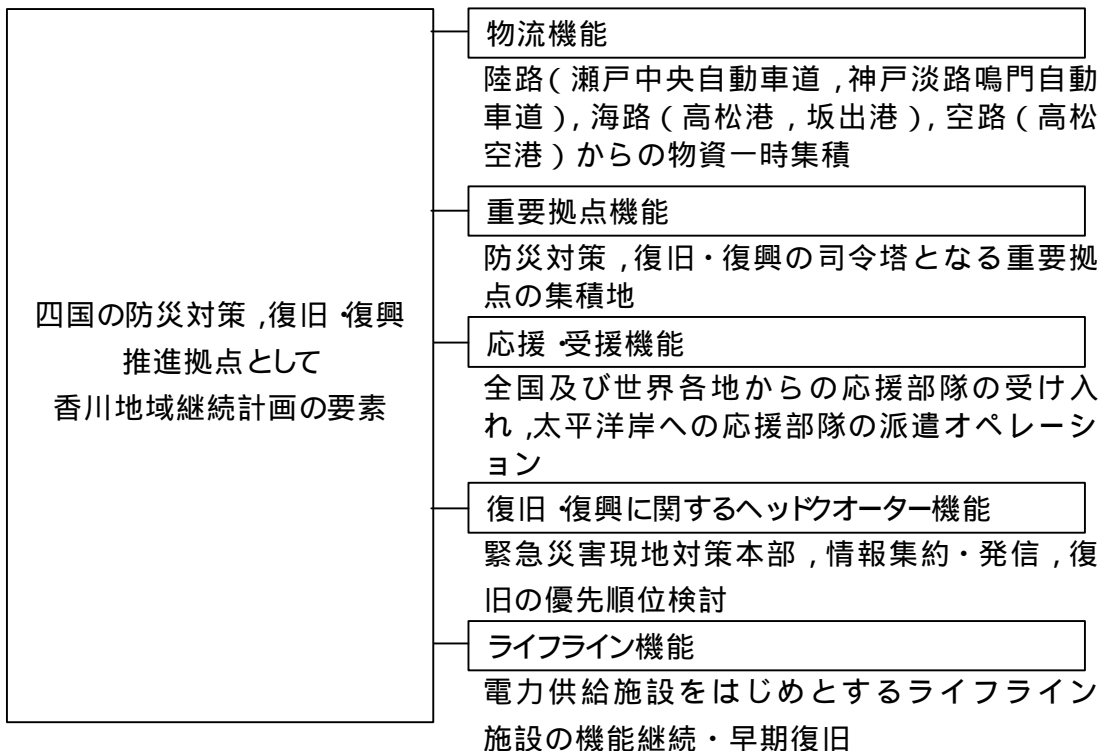 四国の防災対策,復旧・復興
推進拠点として
香川地域継続計画の要素
物流機能
陸路(瀬戸中央自動車道,神戸淡路鳴門自動
車道),海路(高松港,坂出港),空路(高松
空港)からの物資一時集積
重要拠点機能
防災対策,復旧・復興の司令塔となる重要拠
点の集積地
応援・受援機能
全国及び世界各地からの応援部隊の受け入
れ,太平洋岸への応援部隊の派遣オペレーシ
ョン
復旧・復興に関するヘッドクオーター機能
緊急災害現地対策本部,情報集約・発信,復
旧の優先順位検討
ライフライン機能
電力供給施設をはじめとするライフライン
施設の機能継続・早期復旧